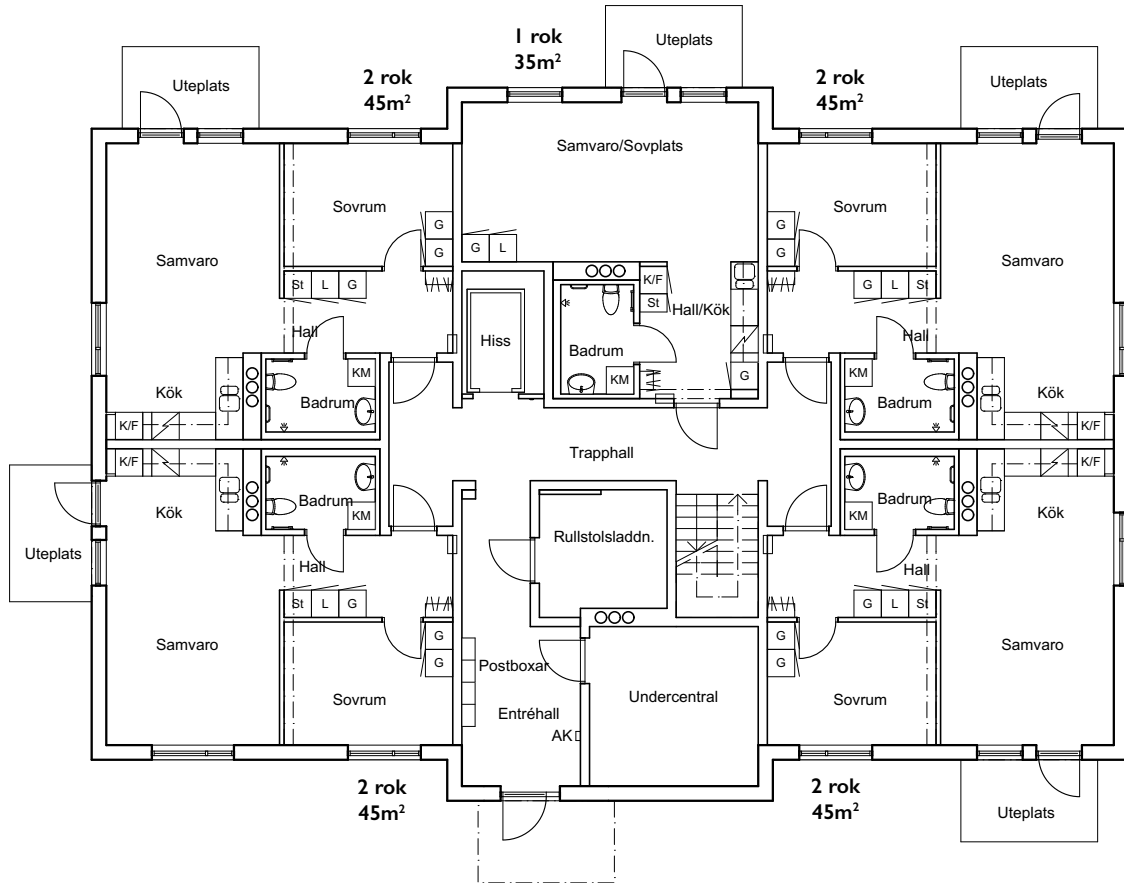 1 rok
35m²
Uteplats
Uteplats
2 rok
45m²
2 rok
45m²
Uteplats
Samvaro/Sovplats
Sovrum
G
G
G
L
Sovrum
G
G
Samvaro
Samvaro
St
L
G
K/F
St
Hall/Kök
G
L
St
Hall
Hiss
Hall
Badrum
KM
G
Kök
KM
Badrum
K/F
KM
Badrum
Kök
K/F
Trapphall
K/F
Kök
Badrum
KM
Rullstolsladdn.
KM
Badrum
K/F
Kök
Uteplats
Hall
St
L
G
Hall
G
L
St
Samvaro
G
G
Sovrum
Postboxar
Entréhall
AK
Undercentral
G
G
Sovrum
Samvaro
2 rok
45m²
2 rok
45m²
Uteplats